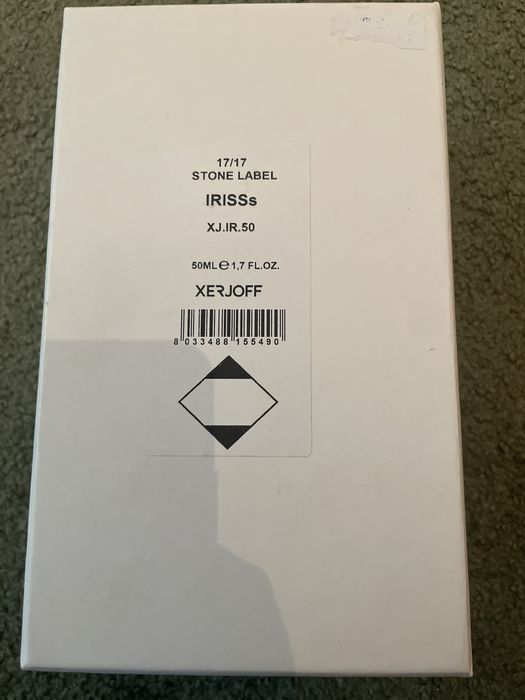 17/17
STONE LABEL
IRISSs
XJ.IR.50
50ML ℮ 1,7 FL.OZ.
XERJOFF
8 033488 155490